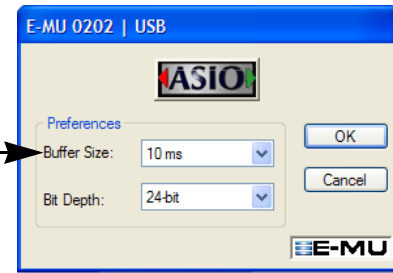 E-MU 0202 | USB
ASIO
Preferences
Buffer Size: 10 ms
Bit Depth: 24-bit
OK
Cancel
E-MU